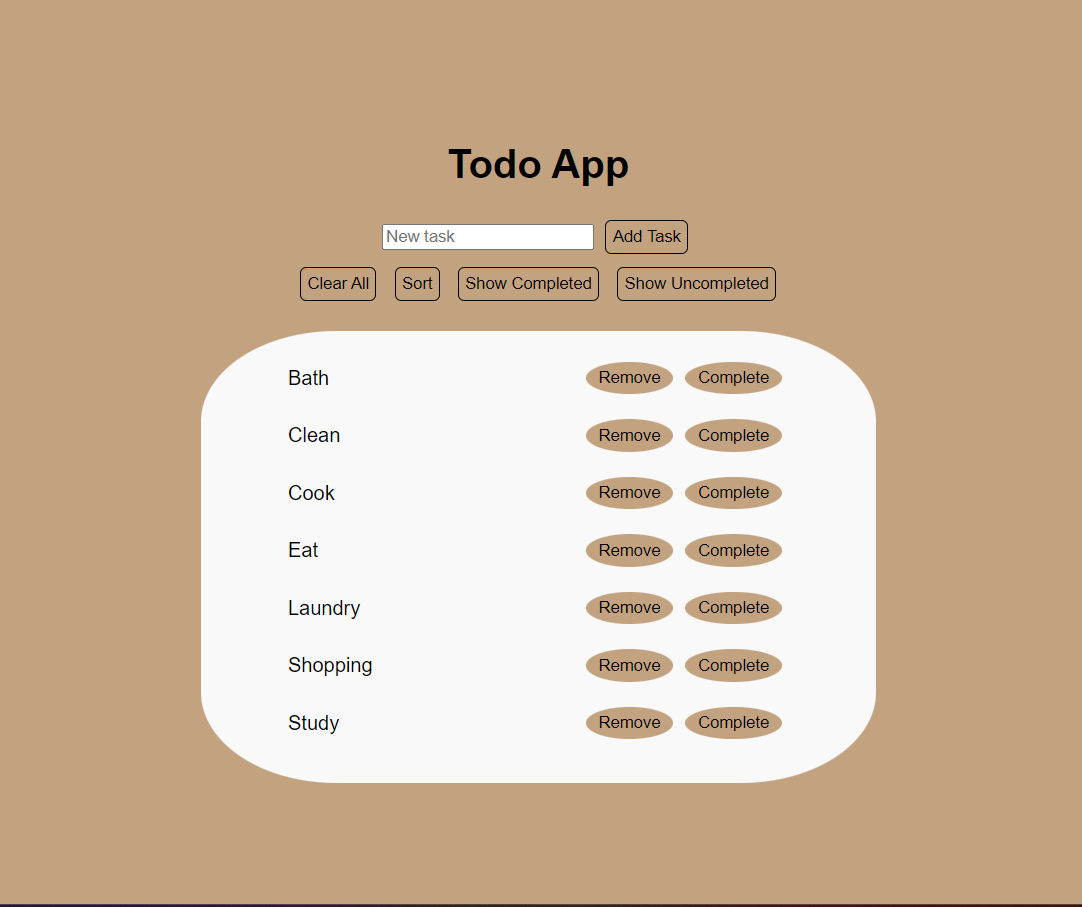 Todo App
New task Add Task
Clear All Sort Show Completed Show Uncompleted
Bath Remove Complete
Clean Remove Complete
Cook Remove Complete
Eat Remove Complete
Laundry Remove Complete
Shopping Remove Complete
Study Remove Complete